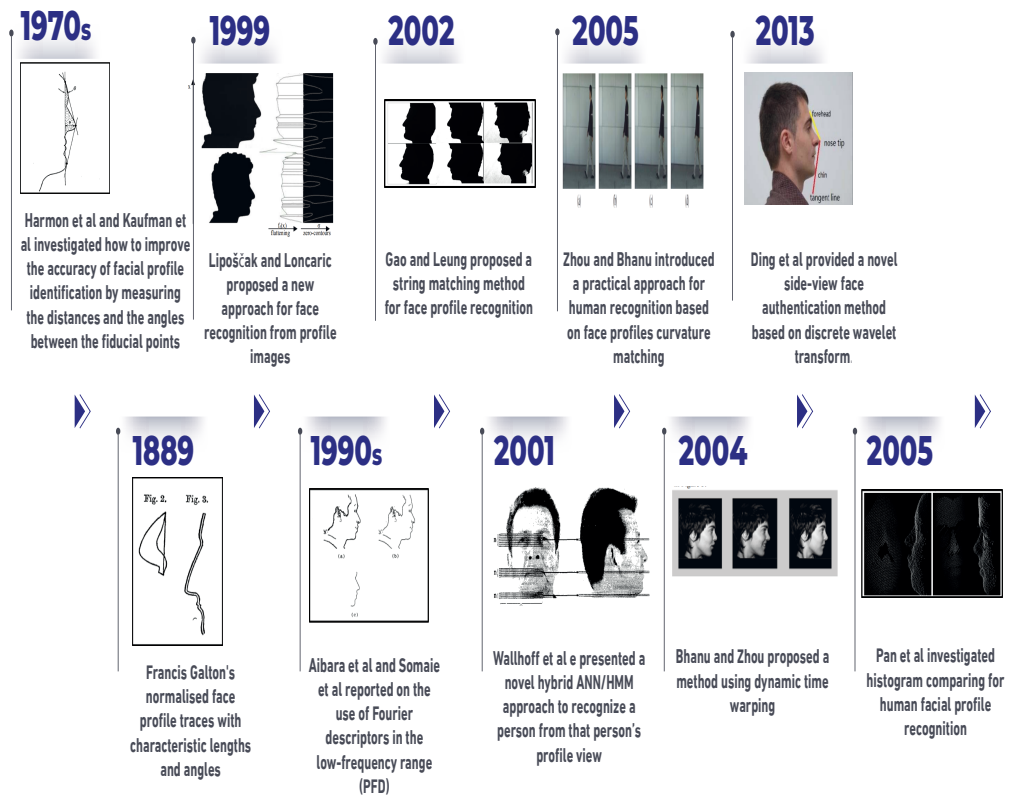 1970s
Harmon et al and Kaufman et
al investigated how to improve
the accuracy of facial profile
identification by measuring
the distances and the angles
between the fiducial points
1999
f(dx)
flattening
σ
zero-contours
Lipoščak and Loncaric
proposed a new
approach for face
recognition from profile
images
2002
Gao and Leung proposed a
string matching method
for face profile recognition
2005
(a) (b) (c) (d)
Zhou and Bhanu introduced
a practical approach for
human recognition based
on face profiles curvature
matching
2013
forehead
nose tip
chin
tangent line
Ding et al provided a novel
side-view face
authentication method
based on discrete wavelet
transform.
1889
Fig. 2. Fig. 3.
Francis Galton's
normalised face
profile traces with
characteristic lengths
and angles
1990s
(a) (b)
(c)
Aibara et al and Somaie
et al reported on the
use of Fourier
descriptors in the
low-frequency range
(PFD)
2001
Wallhoff et al e presented a
novel hybrid ANN/HMM
approach to recognize a
person from that person's
profile view
2004
Bhanu and Zhou proposed a
method using dynamic time
warping
2005
Pan et al investigated
histogram comparing for
human facial profile
recognition